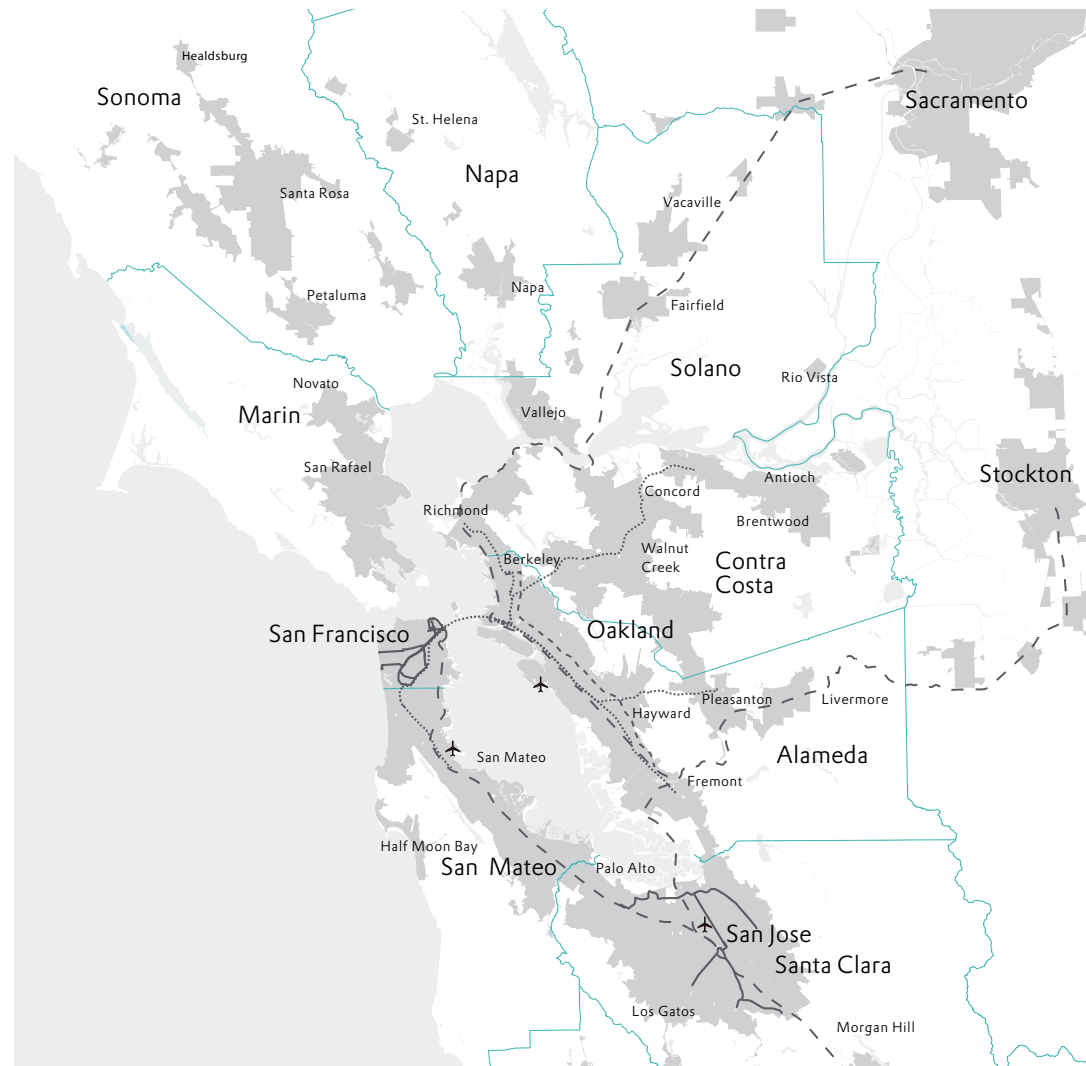 Healdsburg
Sonoma
Sacramento
St. Helena
Napa
Santa Rosa
Vacaville
Napa
Petaluma
Fairfield
Solano
Rio Vista
Novato
Marin
Vallejo
San Rafael
Stockton
Antioch
Concord
Richmond
Brentwood
Berkeley
Walnut
Creek
Contra
Costa
San Francisco
Oakland
Pleasanton
Livermore
Hayward
San Mateo
Alameda
Fremont
Half Moon Bay
San Mateo
Palo Alto
San Jose
Santa Clara
Los Gatos
Morgan Hill